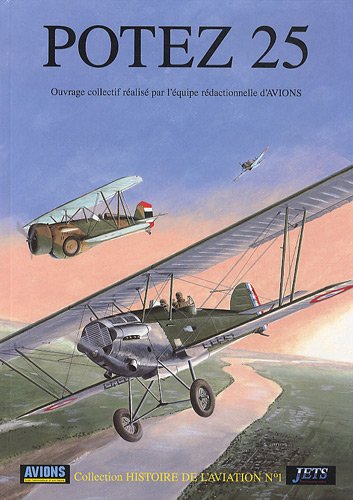 POTEZ 25
Ouvrage collectif réalisé par l'équipe rédactionnelle d'AVIONS
AVIONS
Collection HISTOIRE DE L'AVIATION N°1
JETS